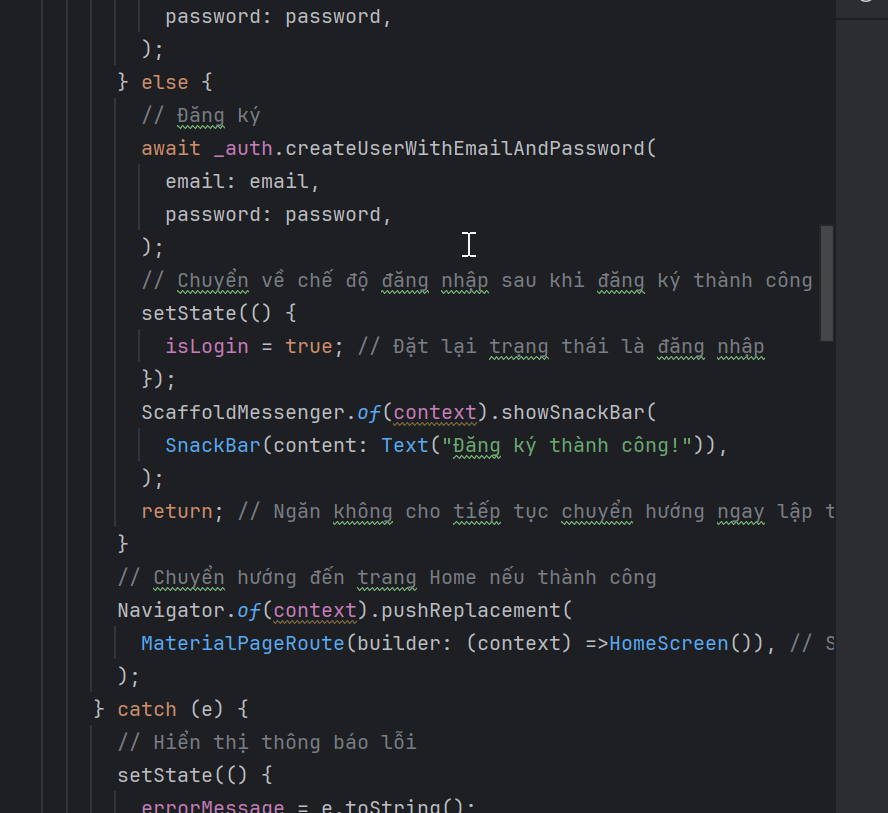 password: password,
);
} else {
// Đăng ký
await _auth.createUserWithEmailAndPassword(
email: email,
password: password,
);
// Chuyển về chế độ đăng nhập sau khi đăng ký thành công
setState(() {
isLogin = true; // Đặt lại trạng thái là đăng nhập
});
ScaffoldMessenger.of(context).showSnackBar(
SnackBar(content: Text("Đăng ký thành công!")),
);
return; // Ngăn không cho tiếp tục chuyển hướng ngay lập t
}
// Chuyển hướng đến trang Home nếu thành công
Navigator.of(context).pushReplacement(
MaterialPageRoute(builder: (context) =>HomeScreen()), // S
);
} catch (e) {
// Hiển thị thông báo lỗi
setState(() {
errorMessage = e.toString();